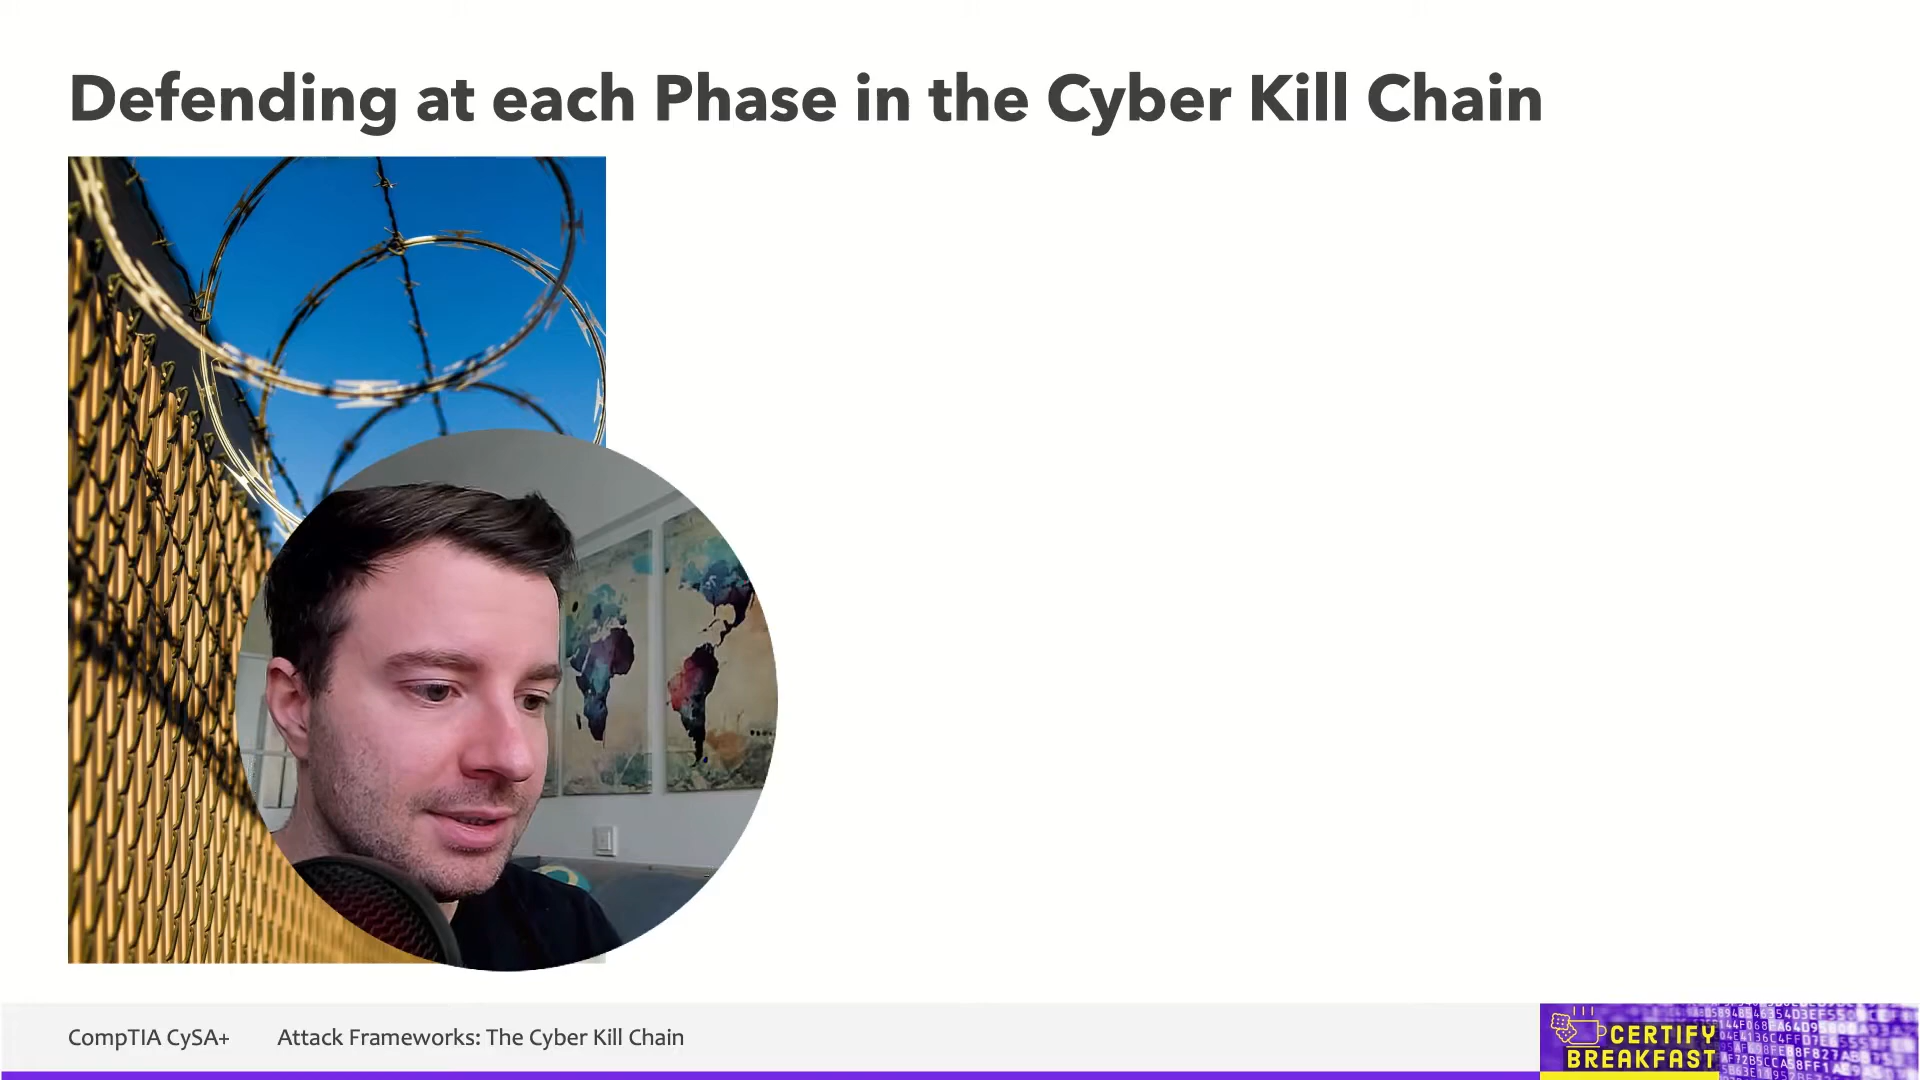 Defending at each Phase in the Cyber Kill Chain
CompTIA CySA+
Attack Frameworks: The Cyber Kill Chain
CERTIFY
BREAKFAST